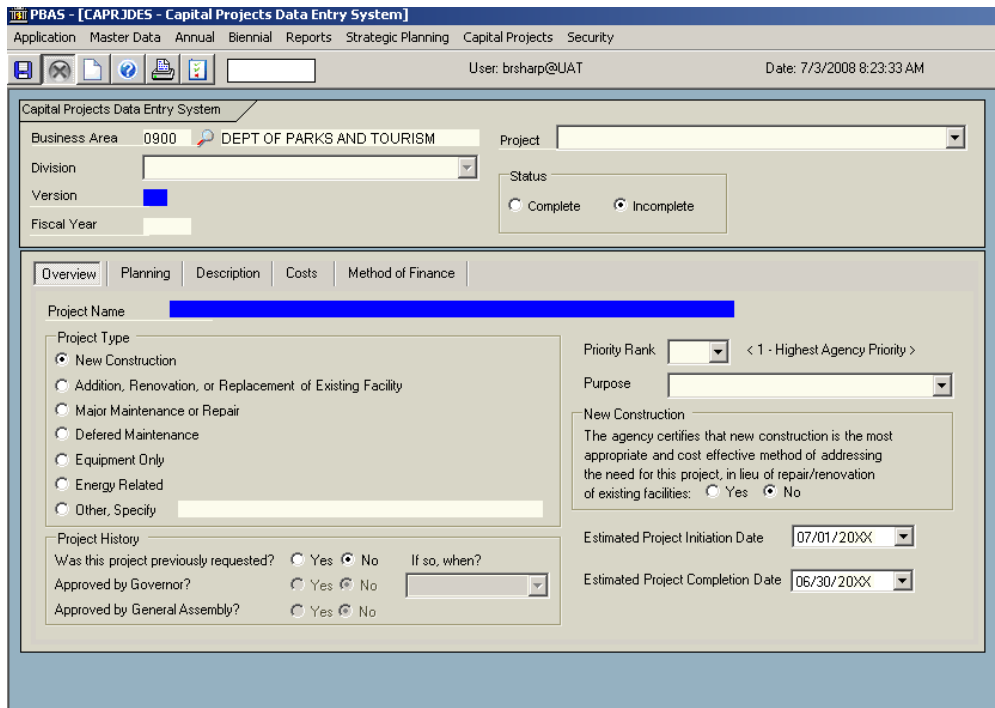 PBAS - [CAPRJDES - Capital Projects Data Entry System]
Application Master Data Annual Biennial Reports Strategic Planning Capital Projects Security
User: brsharp@UAT Date: 7/3/2008 8:23:33 AM
Capital Projects Data Entry System
Business Area 0900 DEPT OF PARKS AND TOURISM Project
Division
Status
Version
Complete Incomplete
Fiscal Year
Overview Planning Description Costs Method of Finance
Project Name
Project Type
New Construction
Addition, Renovation, or Replacement of Existing Facility
Major Maintenance or Repair
Defered Maintenance
Equipment Only
Energy Related
Other, Specify
Priority Rank < 1 - Highest Agency Priority >
Purpose
New Construction
The agency certifies that new construction is the most
appropriate and cost effective method of addressing
the need for this project, in lieu of repair/renovation
of existing facilities: Yes No
Project History
Was this project previously requested? Yes No If so, when?
Approved by Governor? Yes No
Approved by General Assembly? Yes No
Estimated Project Initiation Date 07/01/20XX
Estimated Project Completion Date 06/30/20XX